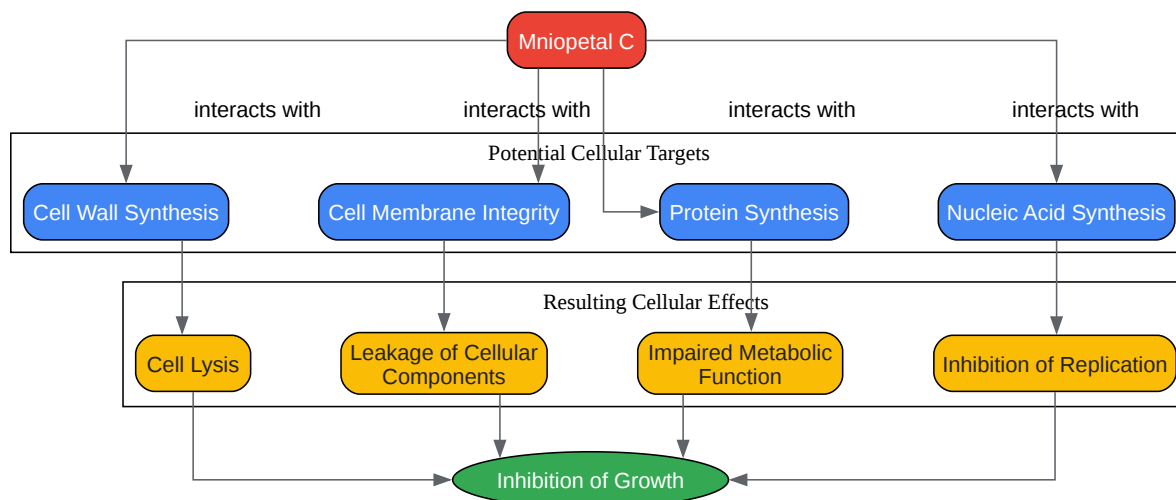 Mniopetal C
interacts with
interacts with
interacts with
interacts with
Potential Cellular Targets
Cell Wall Synthesis
Cell Membrane Integrity
Protein Synthesis
Nucleic Acid Synthesis
Resulting Cellular Effects
Cell Lysis
Leakage of Cellular
Components
Impaired Metabolic
Function
Inhibition of Replication
Inhibition of Growth